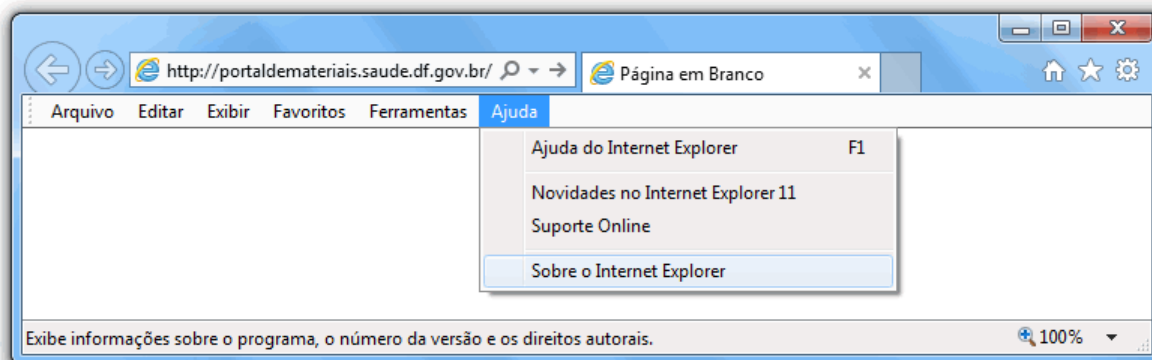 http://portaldemateriais.saude.df.gov.br/
Página em Branco
Arquivo Editar Exibir Favoritos Ferramentas Ajuda
Ajuda do Internet Explorer F1
Novidades no Internet Explorer 11
Suporte Online
Sobre o Internet Explorer
Exibe informações sobre o programa, o número da versão e os direitos autorais. 100%